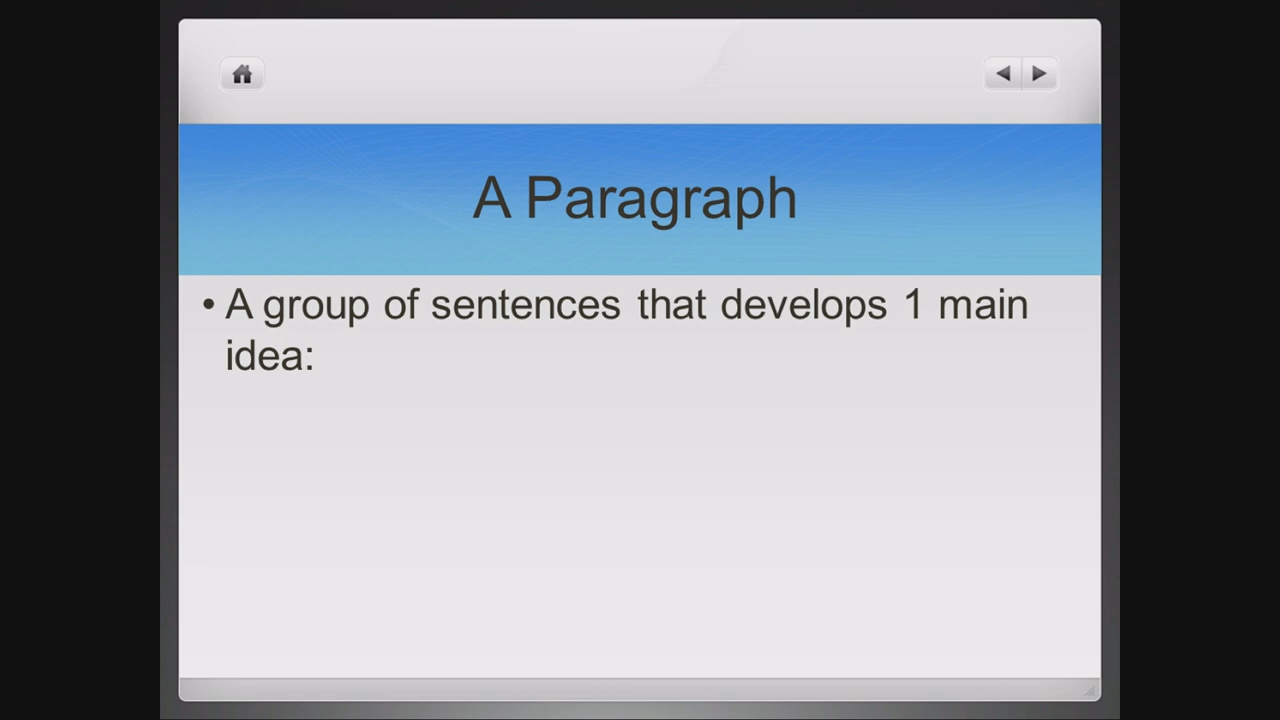 A Paragraph
• A group of sentences that develops 1 main
idea: